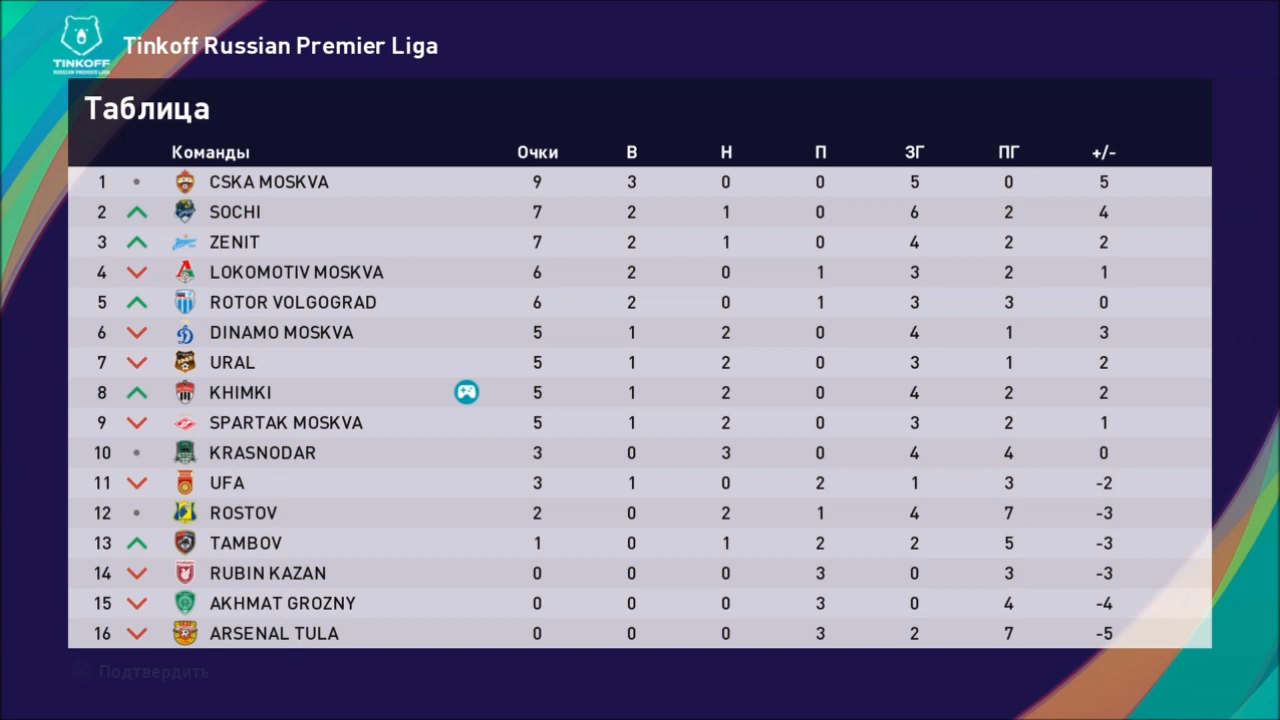 Tinkoff Russian Premier Liga
TINKOFF
RUSSIAN PREMIER LIGA
Таблица
Команды Очки В Н П ЗГ ПГ +/-
1 CSKA MOSKVA 9 3 0 0 5 0 5
2 SOCHI 7 2 1 0 6 2 4
3 ZENIT 7 2 1 0 4 2 2
4 LOKOMOTIV MOSKVA 6 2 0 1 3 2 1
5 ROTOR VOLGOGRAD 6 2 0 1 3 3 0
6 DINAMO MOSKVA 5 1 2 0 4 1 3
7 URAL 5 1 2 0 3 1 2
8 KHIMKI 5 1 2 0 4 2 2
9 SPARTAK MOSKVA 5 1 2 0 3 2 1
10 KRASNODAR 3 0 3 0 4 4 0
11 UFA 3 1 0 2 1 3 -2
12 ROSTOV 2 0 2 1 4 7 -3
13 TAMBOV 1 0 1 2 2 5 -3
14 RUBIN KAZAN 0 0 0 3 0 3 -3
15 AKHMAT GROZNY 0 0 0 3 0 4 -4
16 ARSENAL TULA 0 0 0 3 2 7 -5
Подтвердить